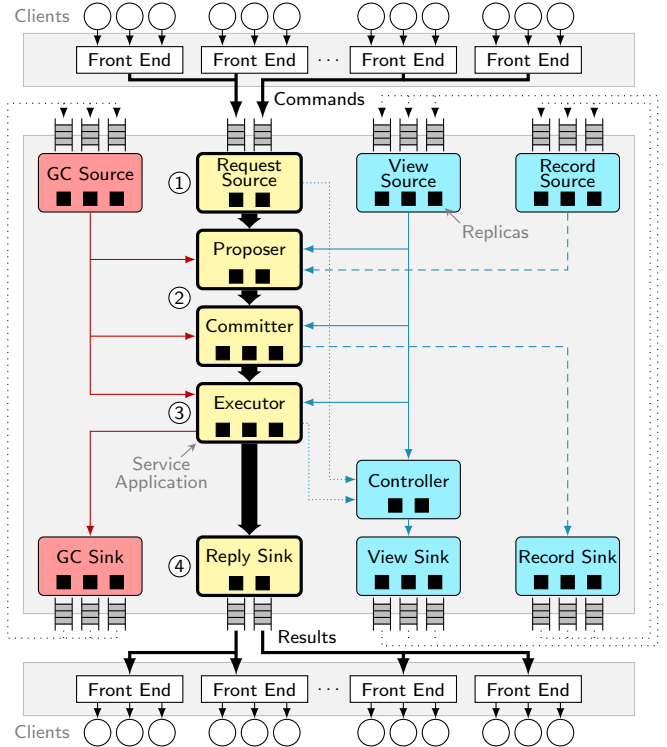 Clients
Front End Front End ... Front End Front End
Commands
GC Source
① Request
Source
View
Source
Record
Source
Replicas
Proposer
②
Committer
Executor
③
Service
Application
Controller
GC Sink
④ Reply Sink
View Sink
Record Sink
Results
Front End Front End ... Front End Front End
Clients